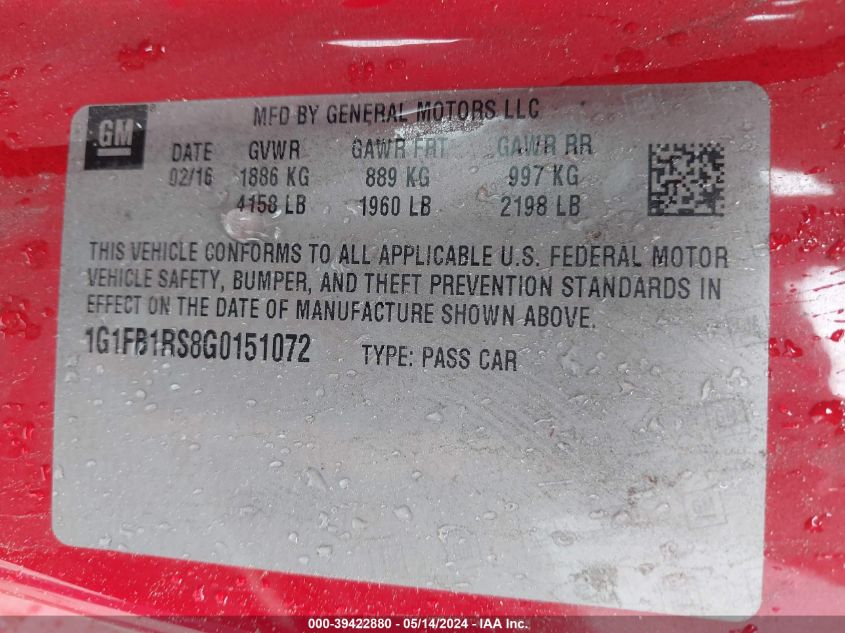 GM
MFD BY GENERAL MOTORS LLC
DATE GVWR GAWR FRT GAWR RR
02/16 1886 KG 889 KG 997 KG
4158 LB 1960 LB 2198 LB
THIS VEHICLE CONFORMS TO ALL APPLICABLE U.S. FEDERAL MOTOR
VEHICLE SAFETY, BUMPER, AND THEFT PREVENTION STANDARDS IN
EFFECT ON THE DATE OF MANUFACTURE SHOWN ABOVE.
1G1FB1RS8G0151072 TYPE: PASS CAR
000-39422880 - 05/14/2024 - IAA Inc.